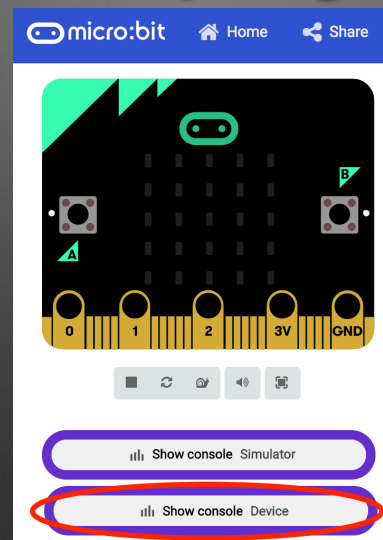 micro:bit Home Share
B
A
0 1 2 3V GND
Show console Simulator
Show console Device